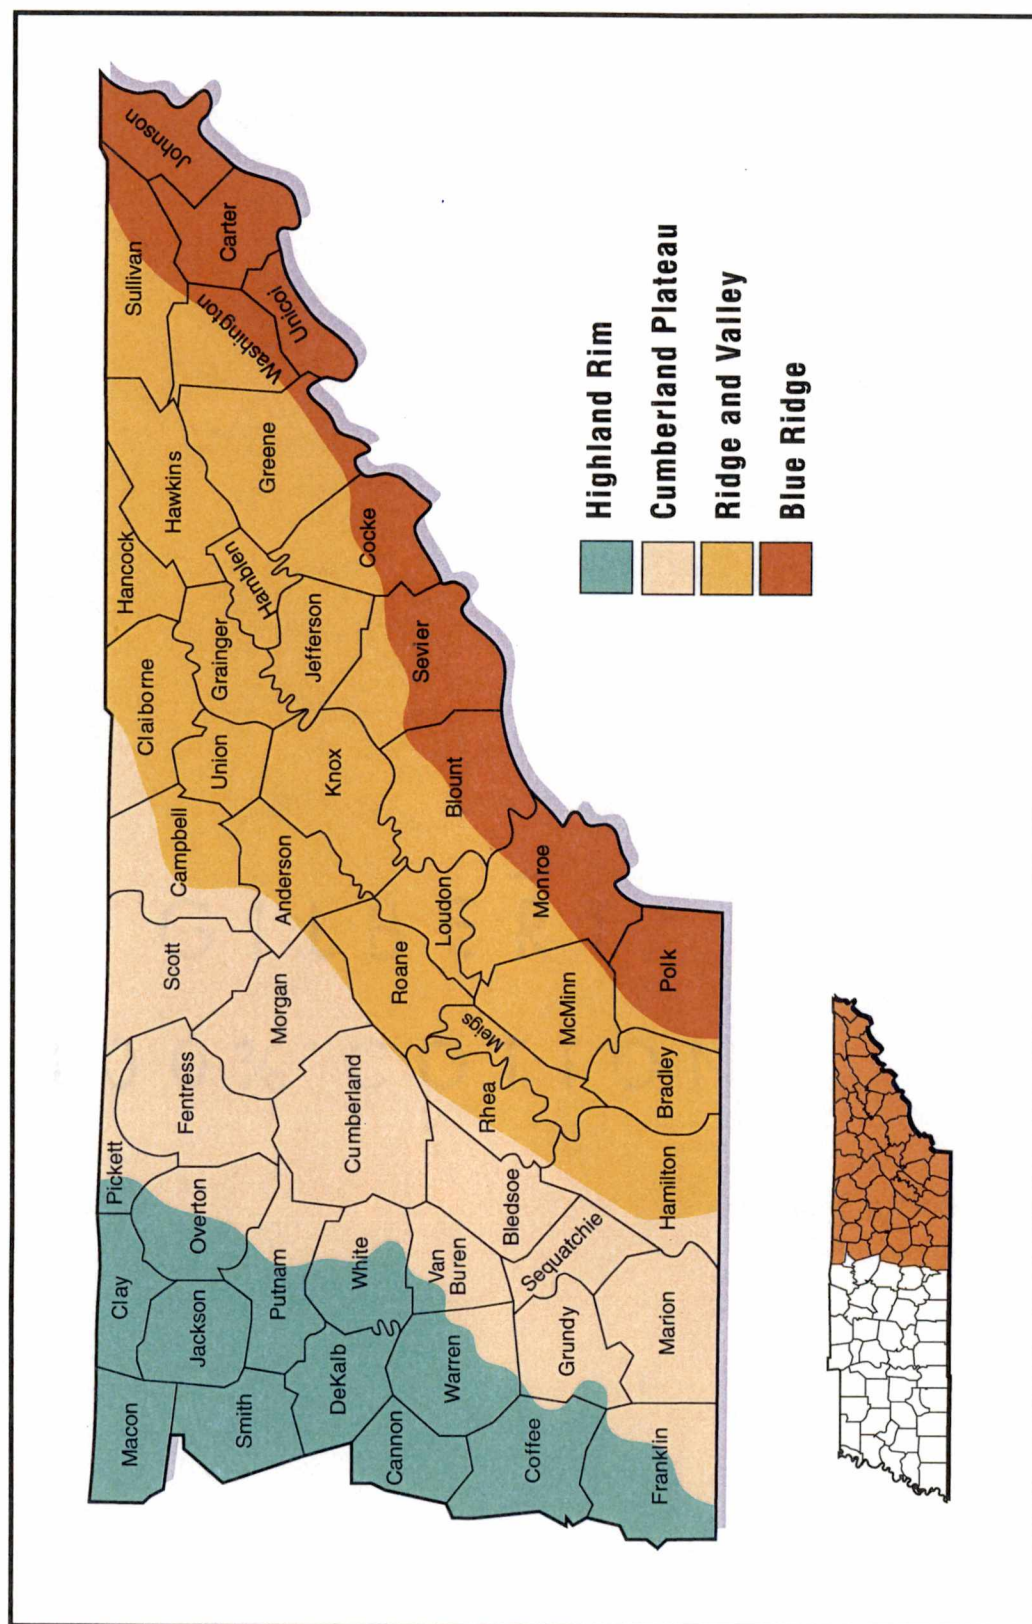 Johnson
Carter
Unicoi
Sullivan
Washington
Greene
Hawkins
Hancock
Hamblen
Cocke
Jefferson
Grainger
Claiborne
Union
Sevier
Knox
Blount
Campbell
Anderson
Loudon
Monroe
Scott
Roane
Morgan
McMinn
Polk
Meigs
Fentress
Cumberland
Rhea
Bradley
Pickett
Overton
Bledsoe
Hamilton
Sequatchie
Van
Buren
White
Putnam
Clay
Jackson
Grundy
Marion
Warren
DeKalb
Smith
Macon
Cannon
Coffee
Franklin
Highland Rim
Cumberland Plateau
Ridge and Valley
Blue Ridge